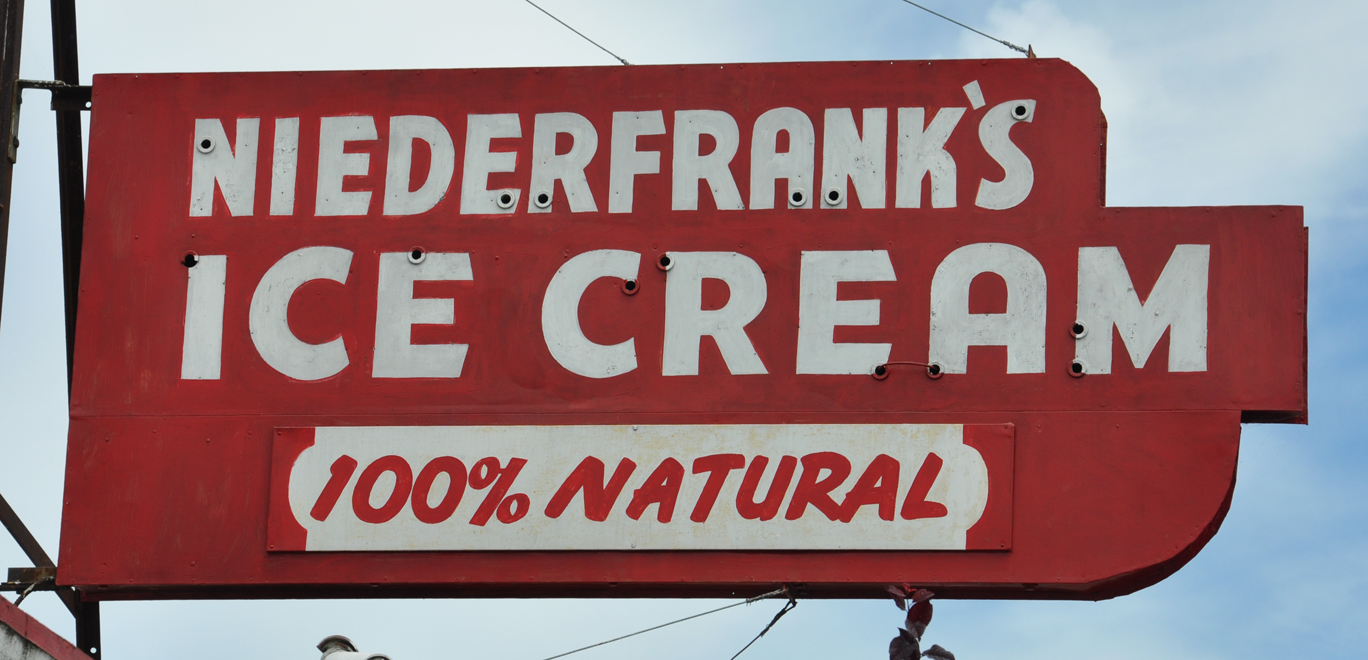 NIEDERFRANK'S
ICE CREAM
100% NATURAL